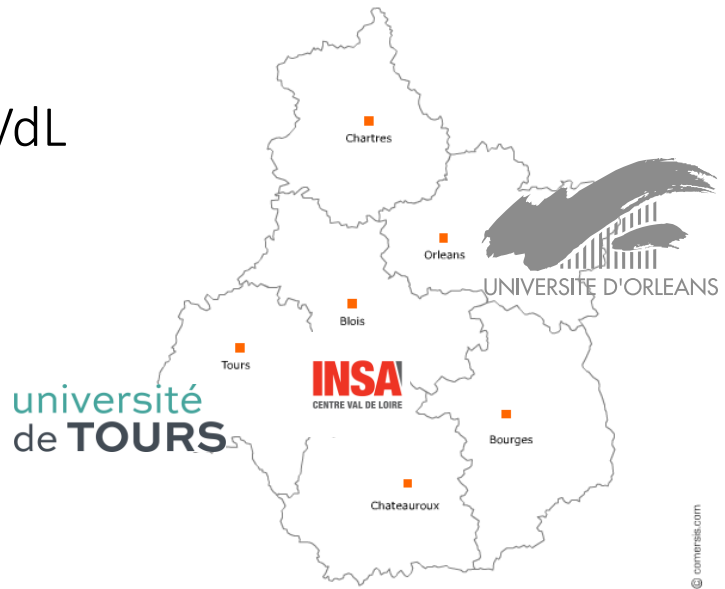 /dL
Chartres
Orleans
UNIVERSITE D'ORLEANS
Blois
Tours
INSA
CENTRE VAL DE LOIRE
université
de TOURS
Bourges
Chateauroux
© comersis.com